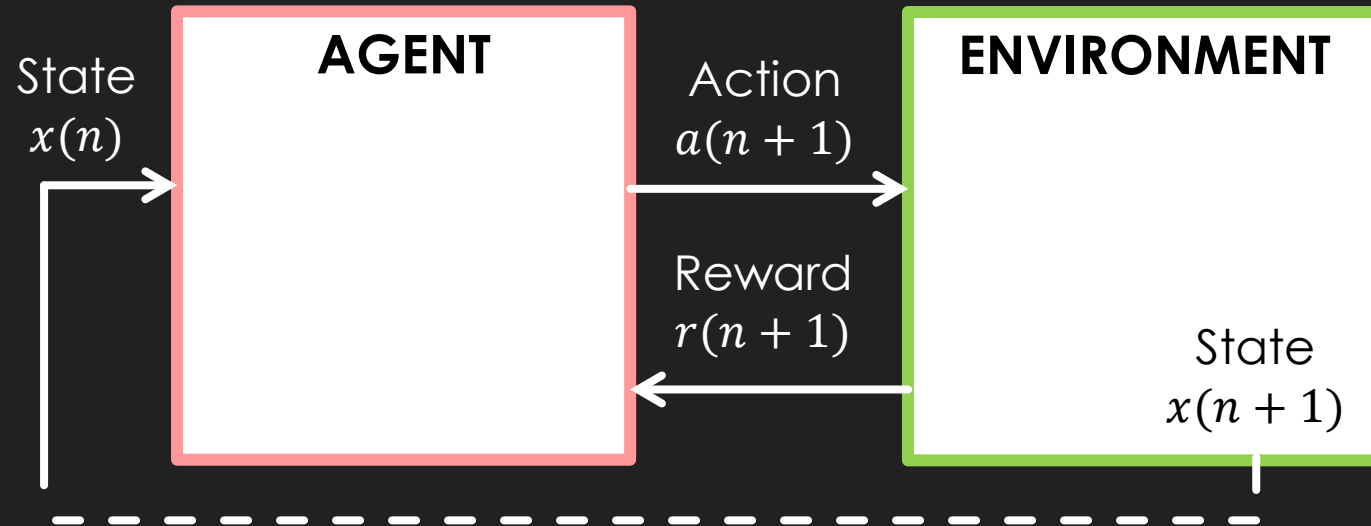 AGENT
ENVIRONMENT
State
x(n)
Action
a(n + 1)
Reward
r(n + 1)
State
x(n + 1)